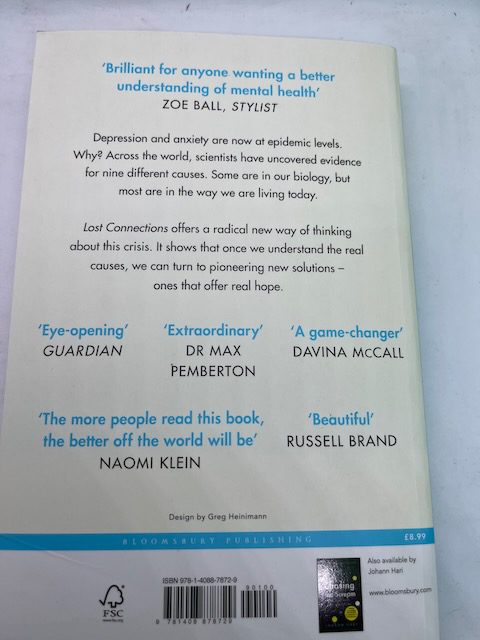 ‘Brilliant for anyone wanting a better
understanding of mental health’
ZOE BALL, STYLIST
Depression and anxiety are now at epidemic levels.
Why? Across the world, scientists have uncovered evidence
for nine different causes. Some are in our biology, but
most are in the way we are living today.
Lost Connections offers a radical new way of thinking
about this crisis. It shows that once we understand the real
causes, we can turn to pioneering new solutions –
ones that offer real hope.
‘Eye-opening’
GUARDIAN
‘Extraordinary’
DR MAX
PEMBERTON
‘A game-changer’
DAVINA McCALL
‘The more people read this book,
the better off the world will be’
NAOMI KLEIN
‘Beautiful’
RUSSELL BRAND
Design by Greg Heinimann
BLOOMSBURY PUBLISHING
£8.99
FSC
ISBN 978-1-4088-7872-9
90100
9 781408 878729
Also available by
Johann Hari
www.bloomsbury.com